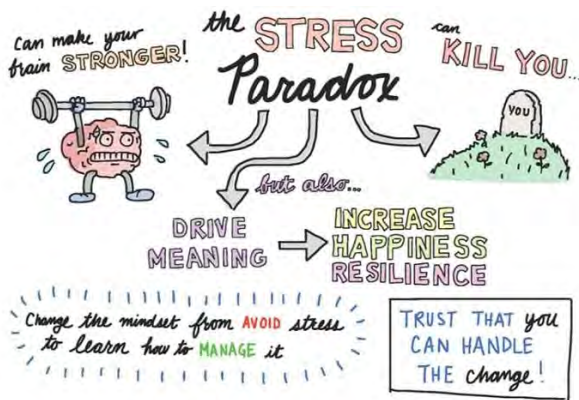 can make your
brain STRONGER!
the STRESS
Paradox
can
KILL YOU...
YOU
but also...
DRIVE
MEANING
INCREASE
HAPPINESS
RESILIENCE
Change the mindset from AVOID stress
to learn how to MANAGE it
TRUST THAT you
CAN HANDLE
THE change!